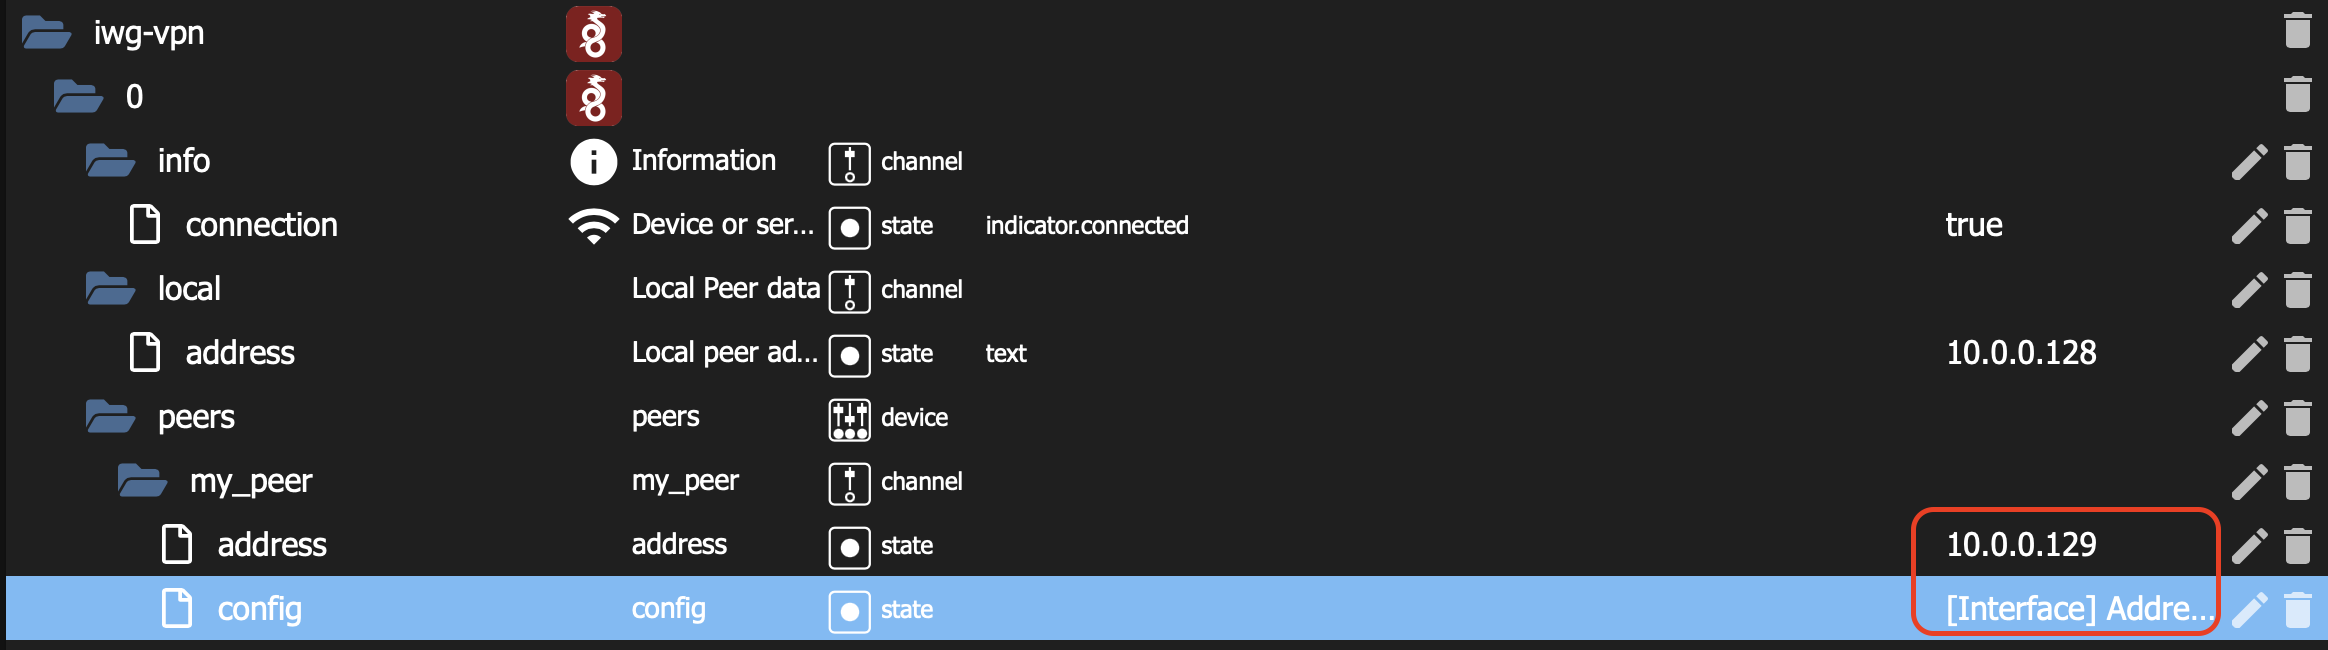 iwg-vpn
0
info Information channel
connection Device or ser... state indicator.connected true
local Local Peer data channel
address Local peer ad... state text 10.0.0.128
peers peers device
my_peer my_peer channel
address address state 10.0.0.129
config config state [Interface] Addre...